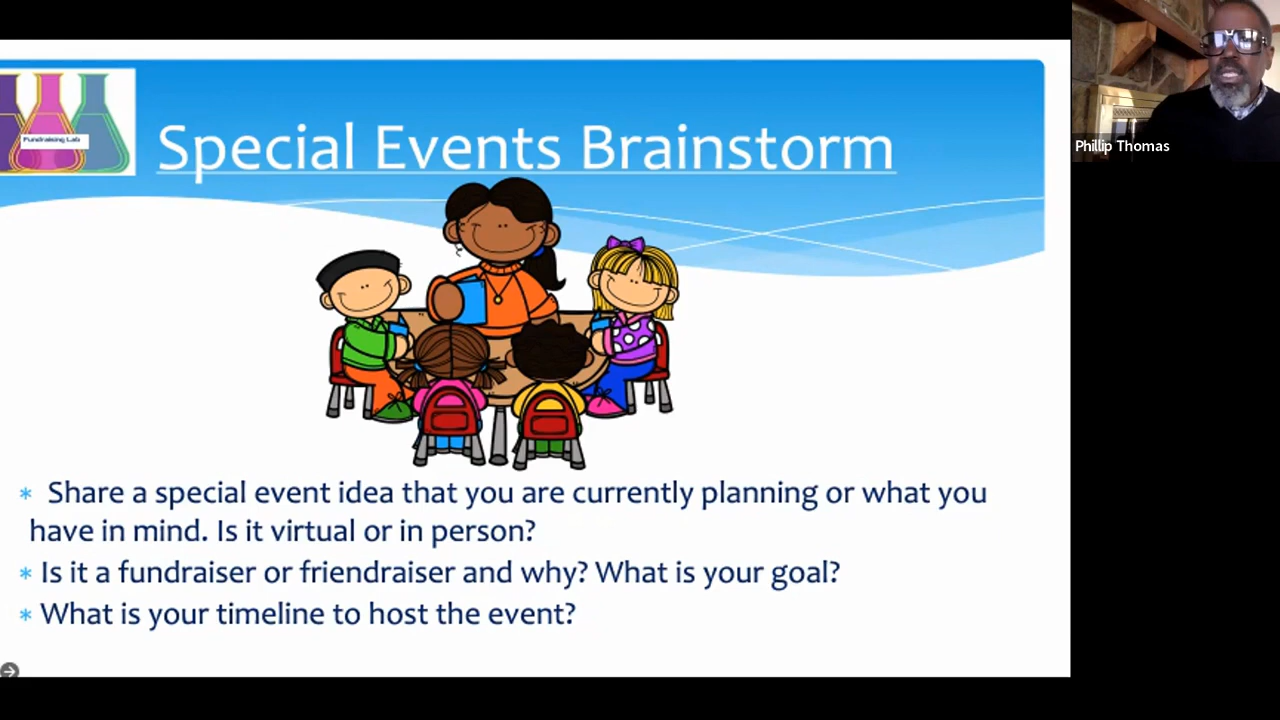 Fundraising Lab
Special Events Brainstorm
Phillip Thomas
* Share a special event idea that you are currently planning or what you
have in mind. Is it virtual or in person?
* Is it a fundraiser or friendraiser and why? What is your goal?
* What is your timeline to host the event?